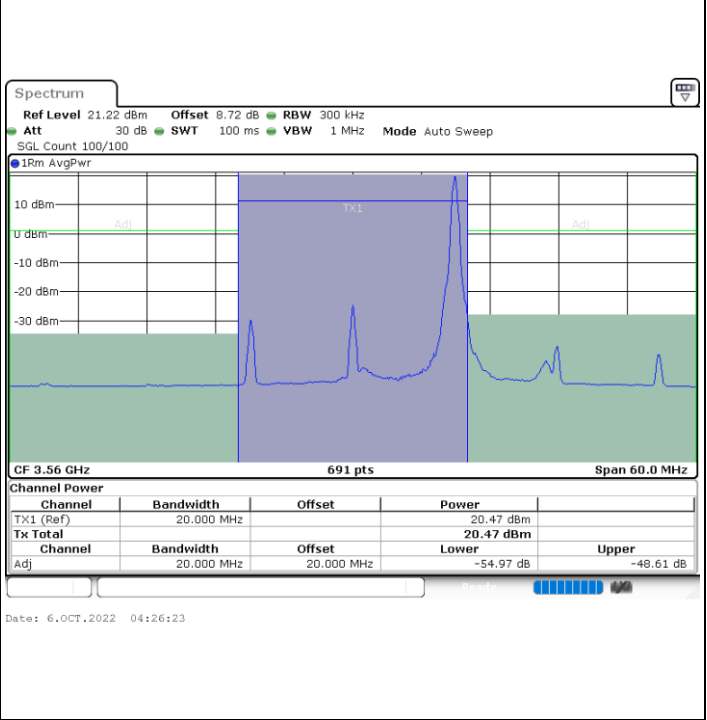 Spectrum
Ref Level 21.22 dBm Offset 8.72 dB RBW 300 kHz
Att 30 dB SWT 100 ms VBW 1 MHz Mode Auto Sweep
SGL Count 100/100
1Rm AvgPwr
10 dBm
TX1
Adj Adj
0 dBm
-10 dBm
-20 dBm
-30 dBm
CF 3.56 GHz 691 pts Span 60.0 MHz
Channel Power
Channel Bandwidth Offset Power
TX1 (Ref) 20.000 MHz 20.47 dBm
Tx Total 20.47 dBm
Channel Bandwidth Offset Lower Upper
Adj 20.000 MHz 20.000 MHz -54.97 dB -48.61 dB
Ready
Date: 6.OCT.2022 04:26:23